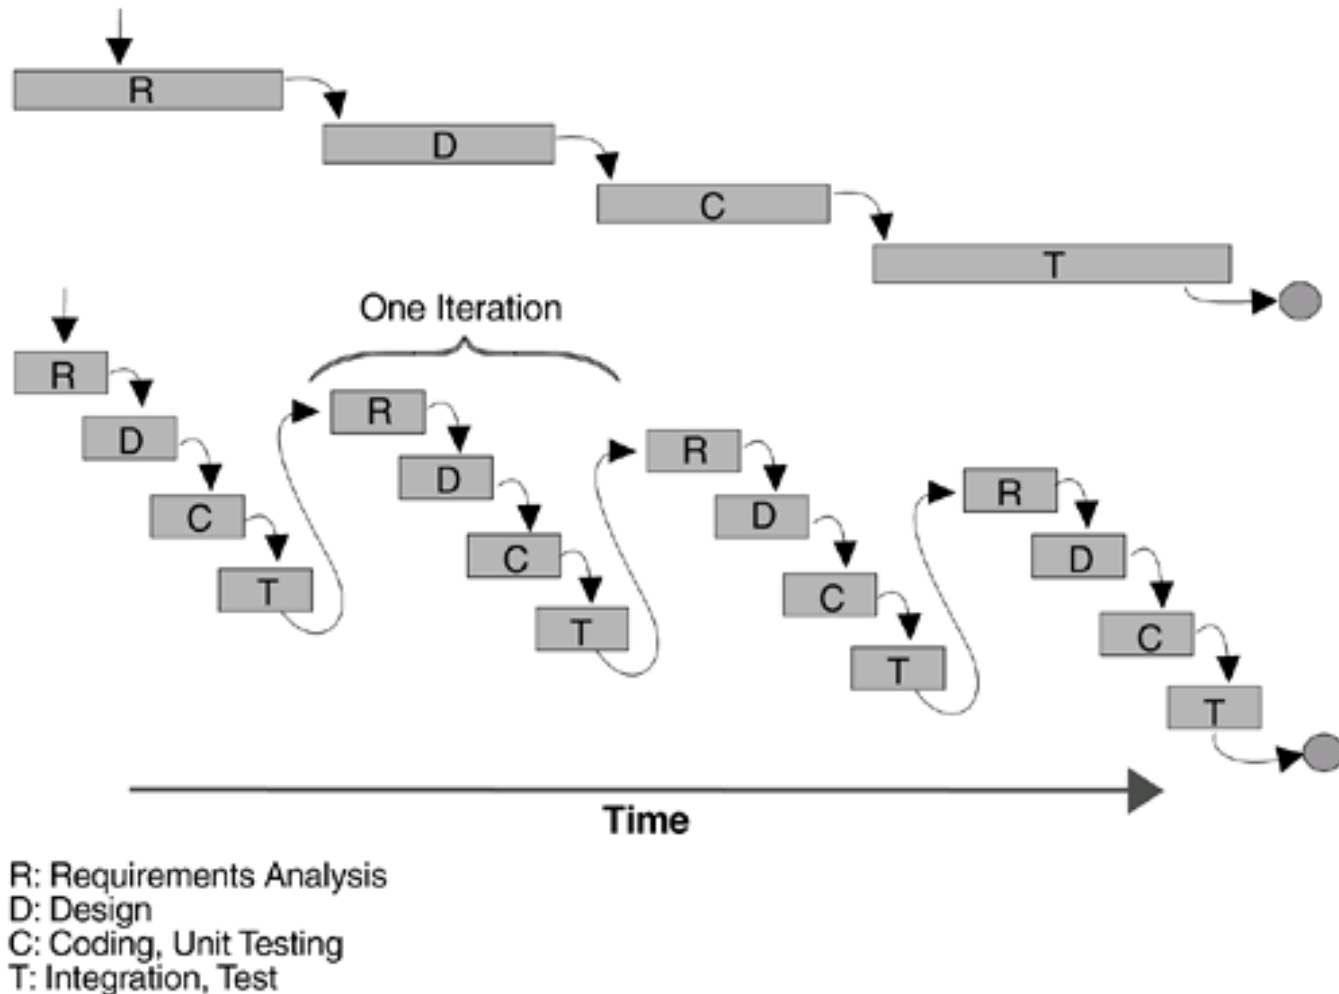 R
D
C
T
One Iteration
R
D
C
T
R
D
C
T
R
D
C
T
R
D
C
T
Time
R: Requirements Analysis
D: Design
C: Coding, Unit Testing
T: Integration, Test